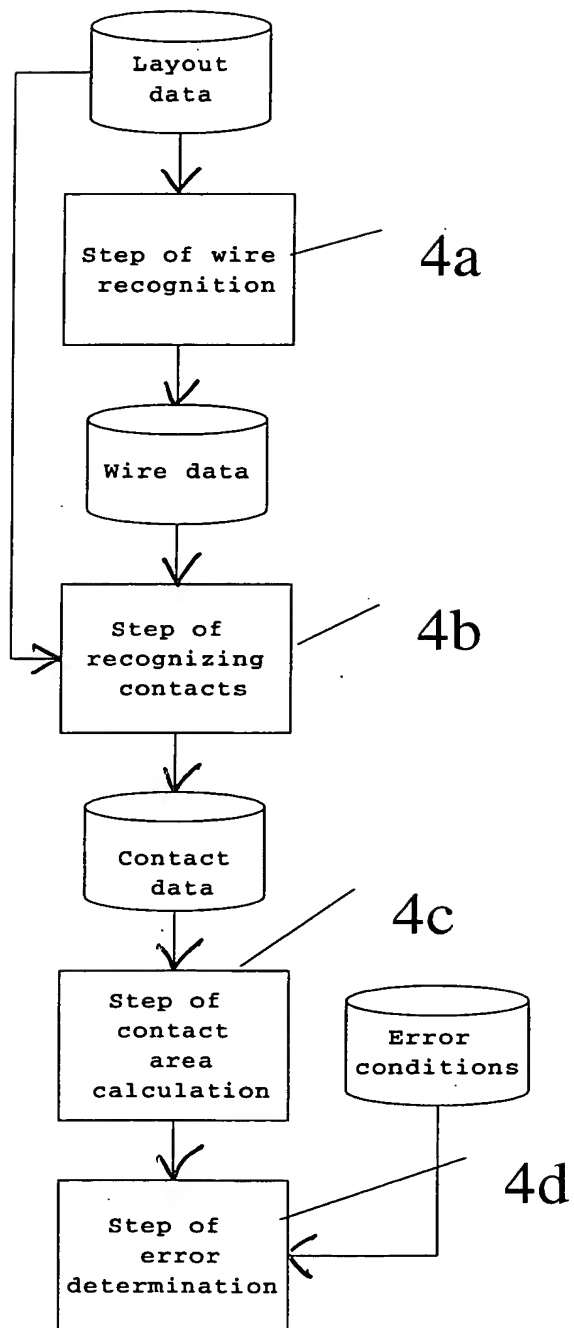 Layout
data
Step of wire
recognition
4a
Wire data
Step of
recognizing
contacts
4b
Contact
data
4c
Step of
contact
area
calculation
Error
conditions
4d
Step of
error
determination